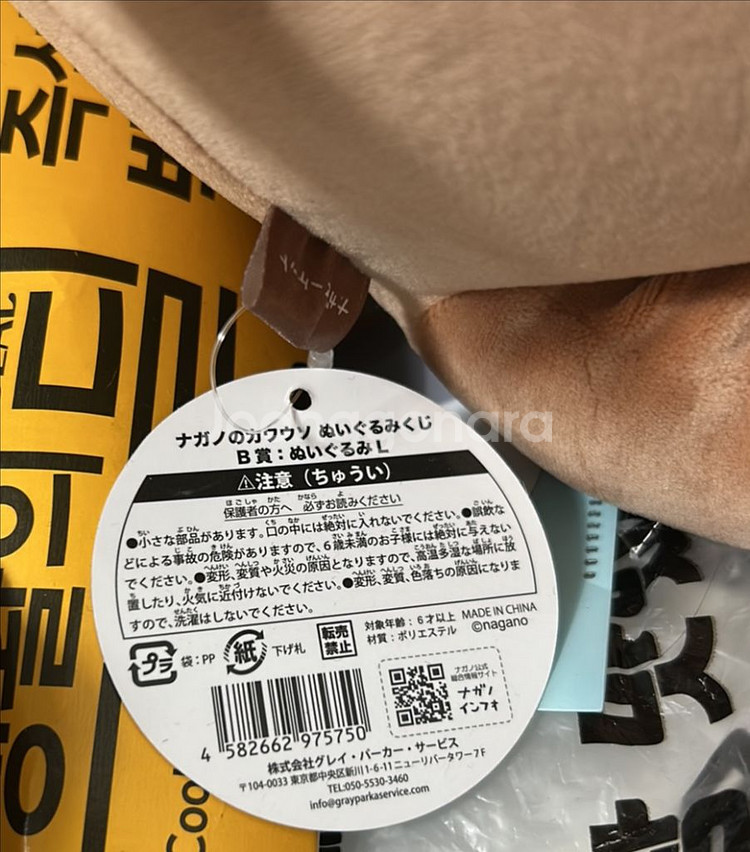 ナガノマーケット
ナガノのカワウソ ぬいぐるみくじ
B賞：ぬいぐるみL
⚠注意（ちゅうい）
保護者の方へ 必ずお読みください
●小さな部品があります。口の中には絶対に入れないでください。●誤飲な
どによる事故の危険がありますので、6歳未満のお子様には絶対に与えない
でください。●変形、変質や火災の原因となりますので、高温多湿な場所に放
置したり、火気に近付けないでください。●変形、変質、色落ちの原因になりま
すので、洗濯はしないでください。
プラ 袋：PP 紙 下げ札 転売禁止
対象年齢：6才以上 MADE IN CHINA
材質：ポリエステル ©nagano
ナガノ公式
総合情報サイト
ナガノ
インフォ
4 582662 975750
株式会社グレイ・パーカー・サービス
〒104-0033 東京都中央区新川1-6-11ニューリバータワー7F
TEL:050-5530-3460
info@grayparkaservice.com
Cool